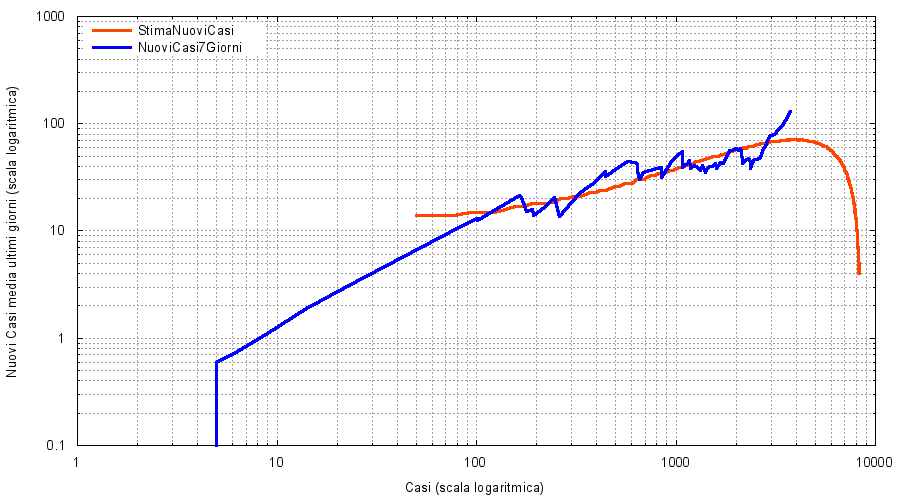 1000
StimaNuoviCasi
NuoviCasi7Giorni
100
10
1
0.1
1 10 100 1000 10000
Nuovi Casi media ultimi giorni (scala logaritmica)
Casi (scala logaritmica)